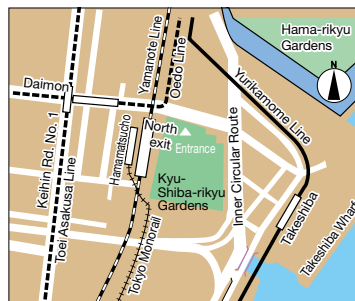 Hama-rikyu
Gardens
N
Yamanote Line
Oedo Line
Yurikamome Line
Daimon
North
exit
Entrance
Hamamatsucho
Keihin Rd. No. 1
Toei Asakusa Line
Kyu-
Shiba-rikyu
Gardens
Inner Circular Route
Takeshiba
Takeshiba Wharf
Tokyo Monorail